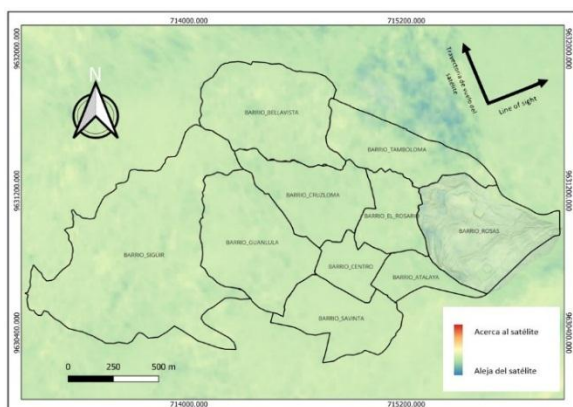 714000.000
715200.000
9632000.000
9632000.000
Trayectoria de vuelo del
satélite
Line of sight
N
BARRIO_BELLAVISTA
BARRIO_TAMBOLOMA
9631200.000
9631200.000
BARRIO_CRUZLOMA
BARRIO_EL_ROSARIO
BARRIO_ROSAS
BARRIO_SIGUIR
BARRIO_CENTRO
BARRIO_ATALAYA
BARRIO_SAVINTA
9630400.000
9630400.000
Acerca al satélite
Aleja del satélite
0
250
500 m
714000.000
715200.000